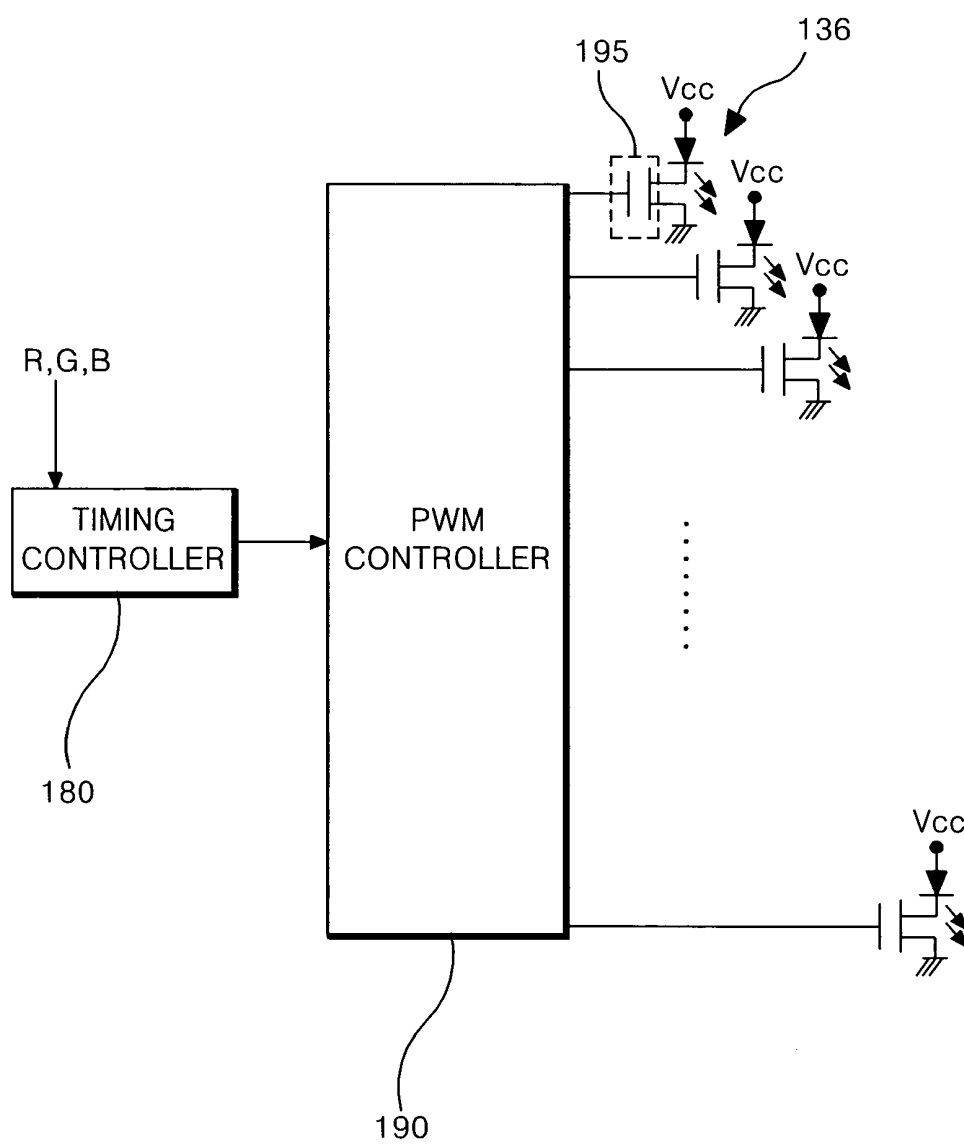 136
195
Vcc
Vcc
Vcc
R,G,B
TIMING
CONTROLLER
PWM
CONTROLLER
180
Vcc
190